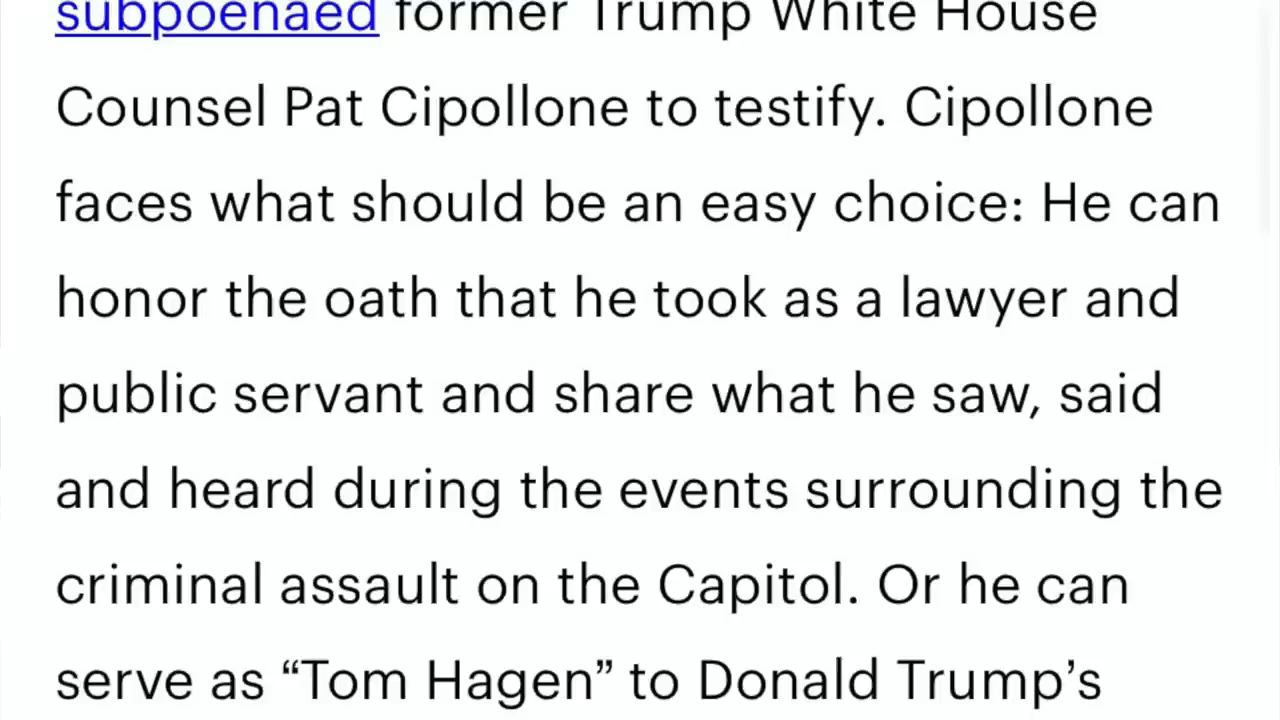 subpoenaed former Trump White House
Counsel Pat Cipollone to testify. Cipollone
faces what should be an easy choice: He can
honor the oath that he took as a lawyer and
public servant and share what he saw, said
and heard during the events surrounding the
criminal assault on the Capitol. Or he can
serve as “Tom Hagen” to Donald Trump’s